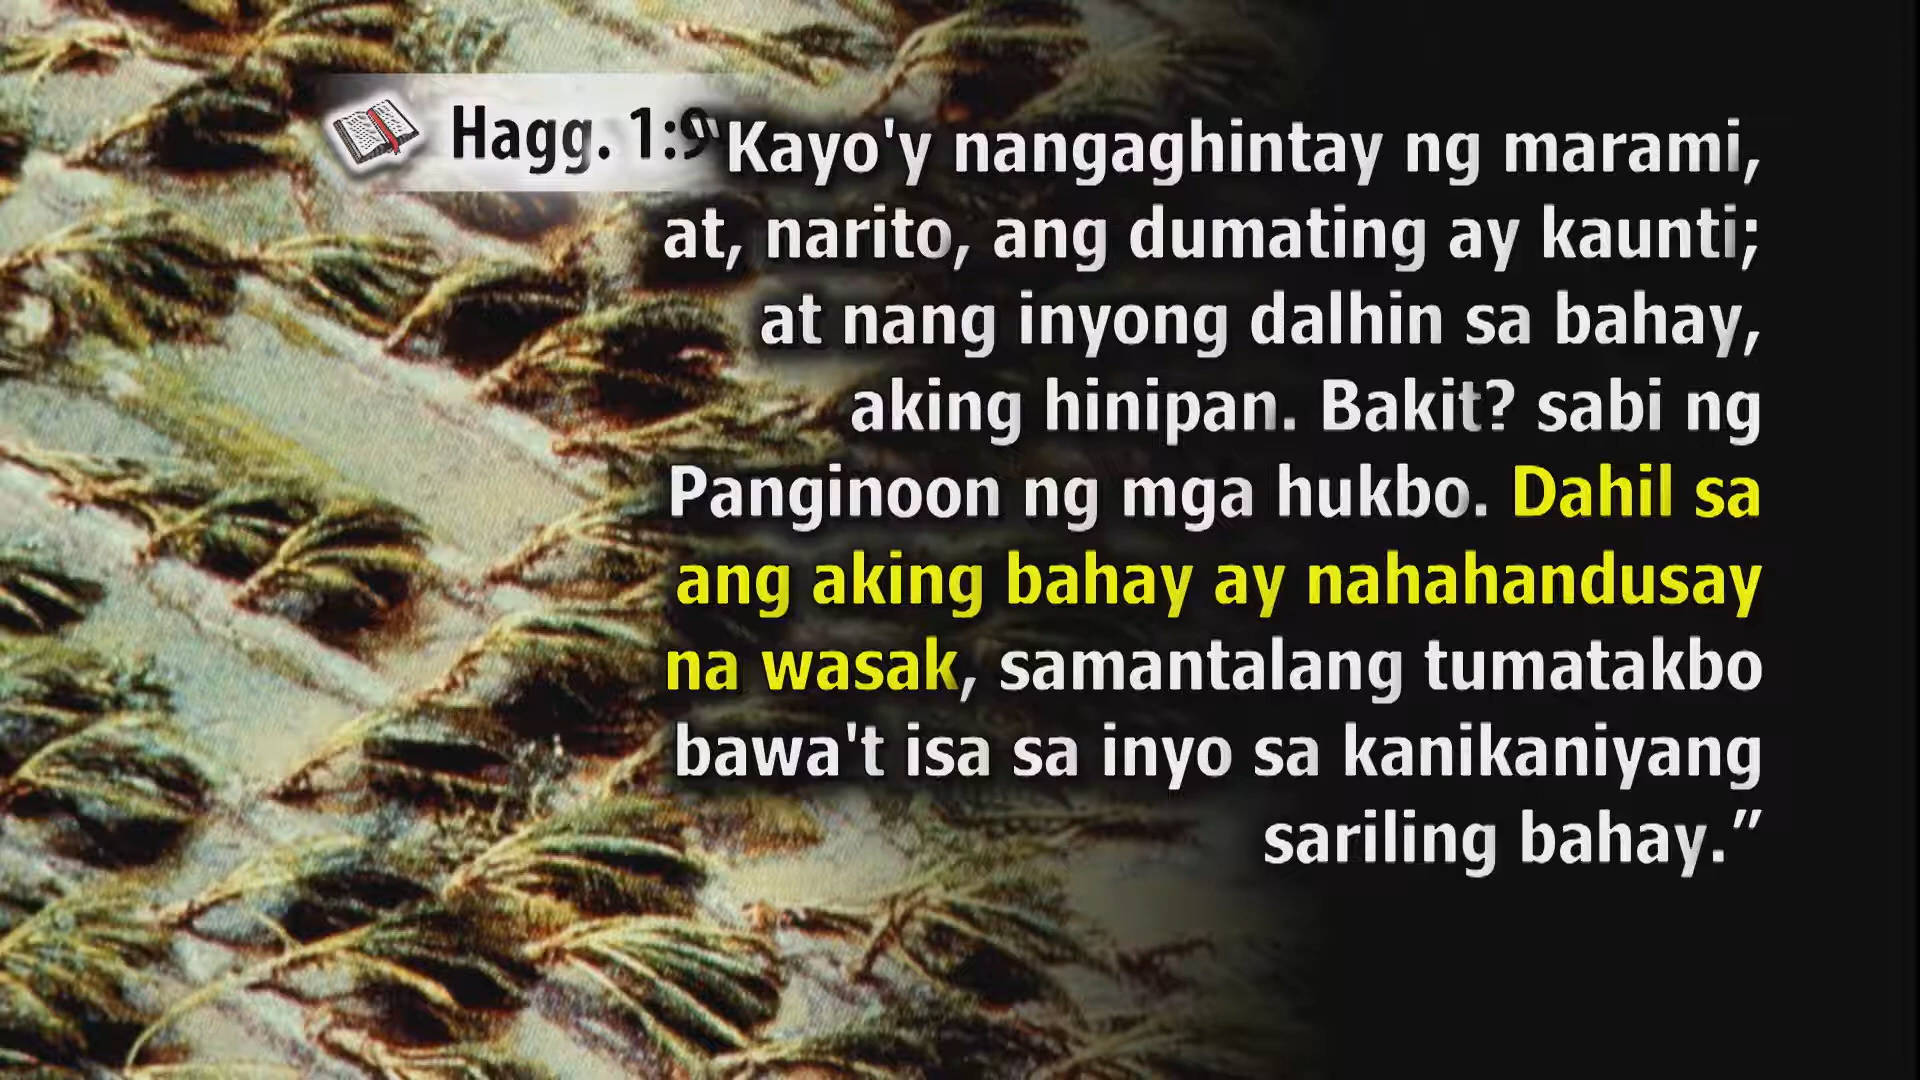 Hagg. 1:9
“Kayo'y nangaghintay ng marami,
at, narito, ang dumating ay kaunti;
at nang inyong dalhin sa bahay,
aking hinipan. Bakit? sabi ng
Panginoon ng mga hukbo. Dahil sa
ang aking bahay ay nahahandusay
na wasak, samantalang tumatakbo
bawa't isa sa inyo sa kanikaniyang
sariling bahay.”